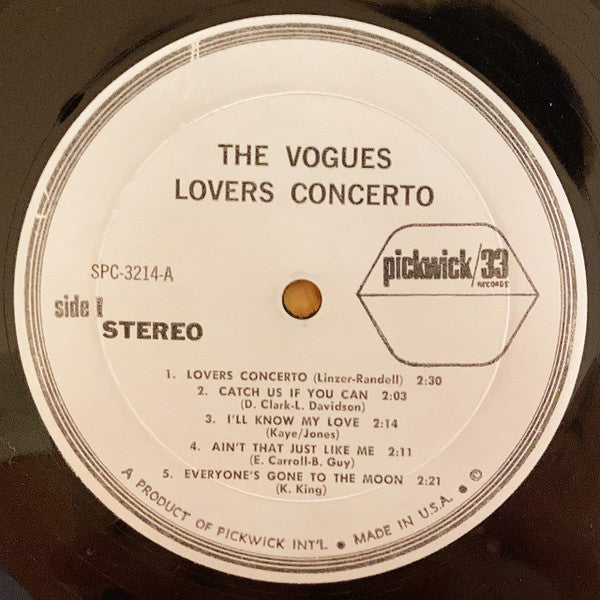 THE VOGUES
LOVERS CONCERTO
pickwick/33
RECORDS
SPC-3214-A
side 1
STEREO
1. LOVERS CONCERTO (Linzer-Randell) 2:30
2. CATCH US IF YOU CAN 2:03
(D. Clark-L. Davidson)
3. I'LL KNOW MY LOVE 2:14
(Kaye/Jones)
4. AIN'T THAT JUST LIKE ME 2:11
(E. Carroll-B. Guy)
5. EVERYONE'S GONE TO THE MOON 2:21
(K. King)
A PRODUCT OF PICKWICK INT'L. ● MADE IN U.S.A. ● ©